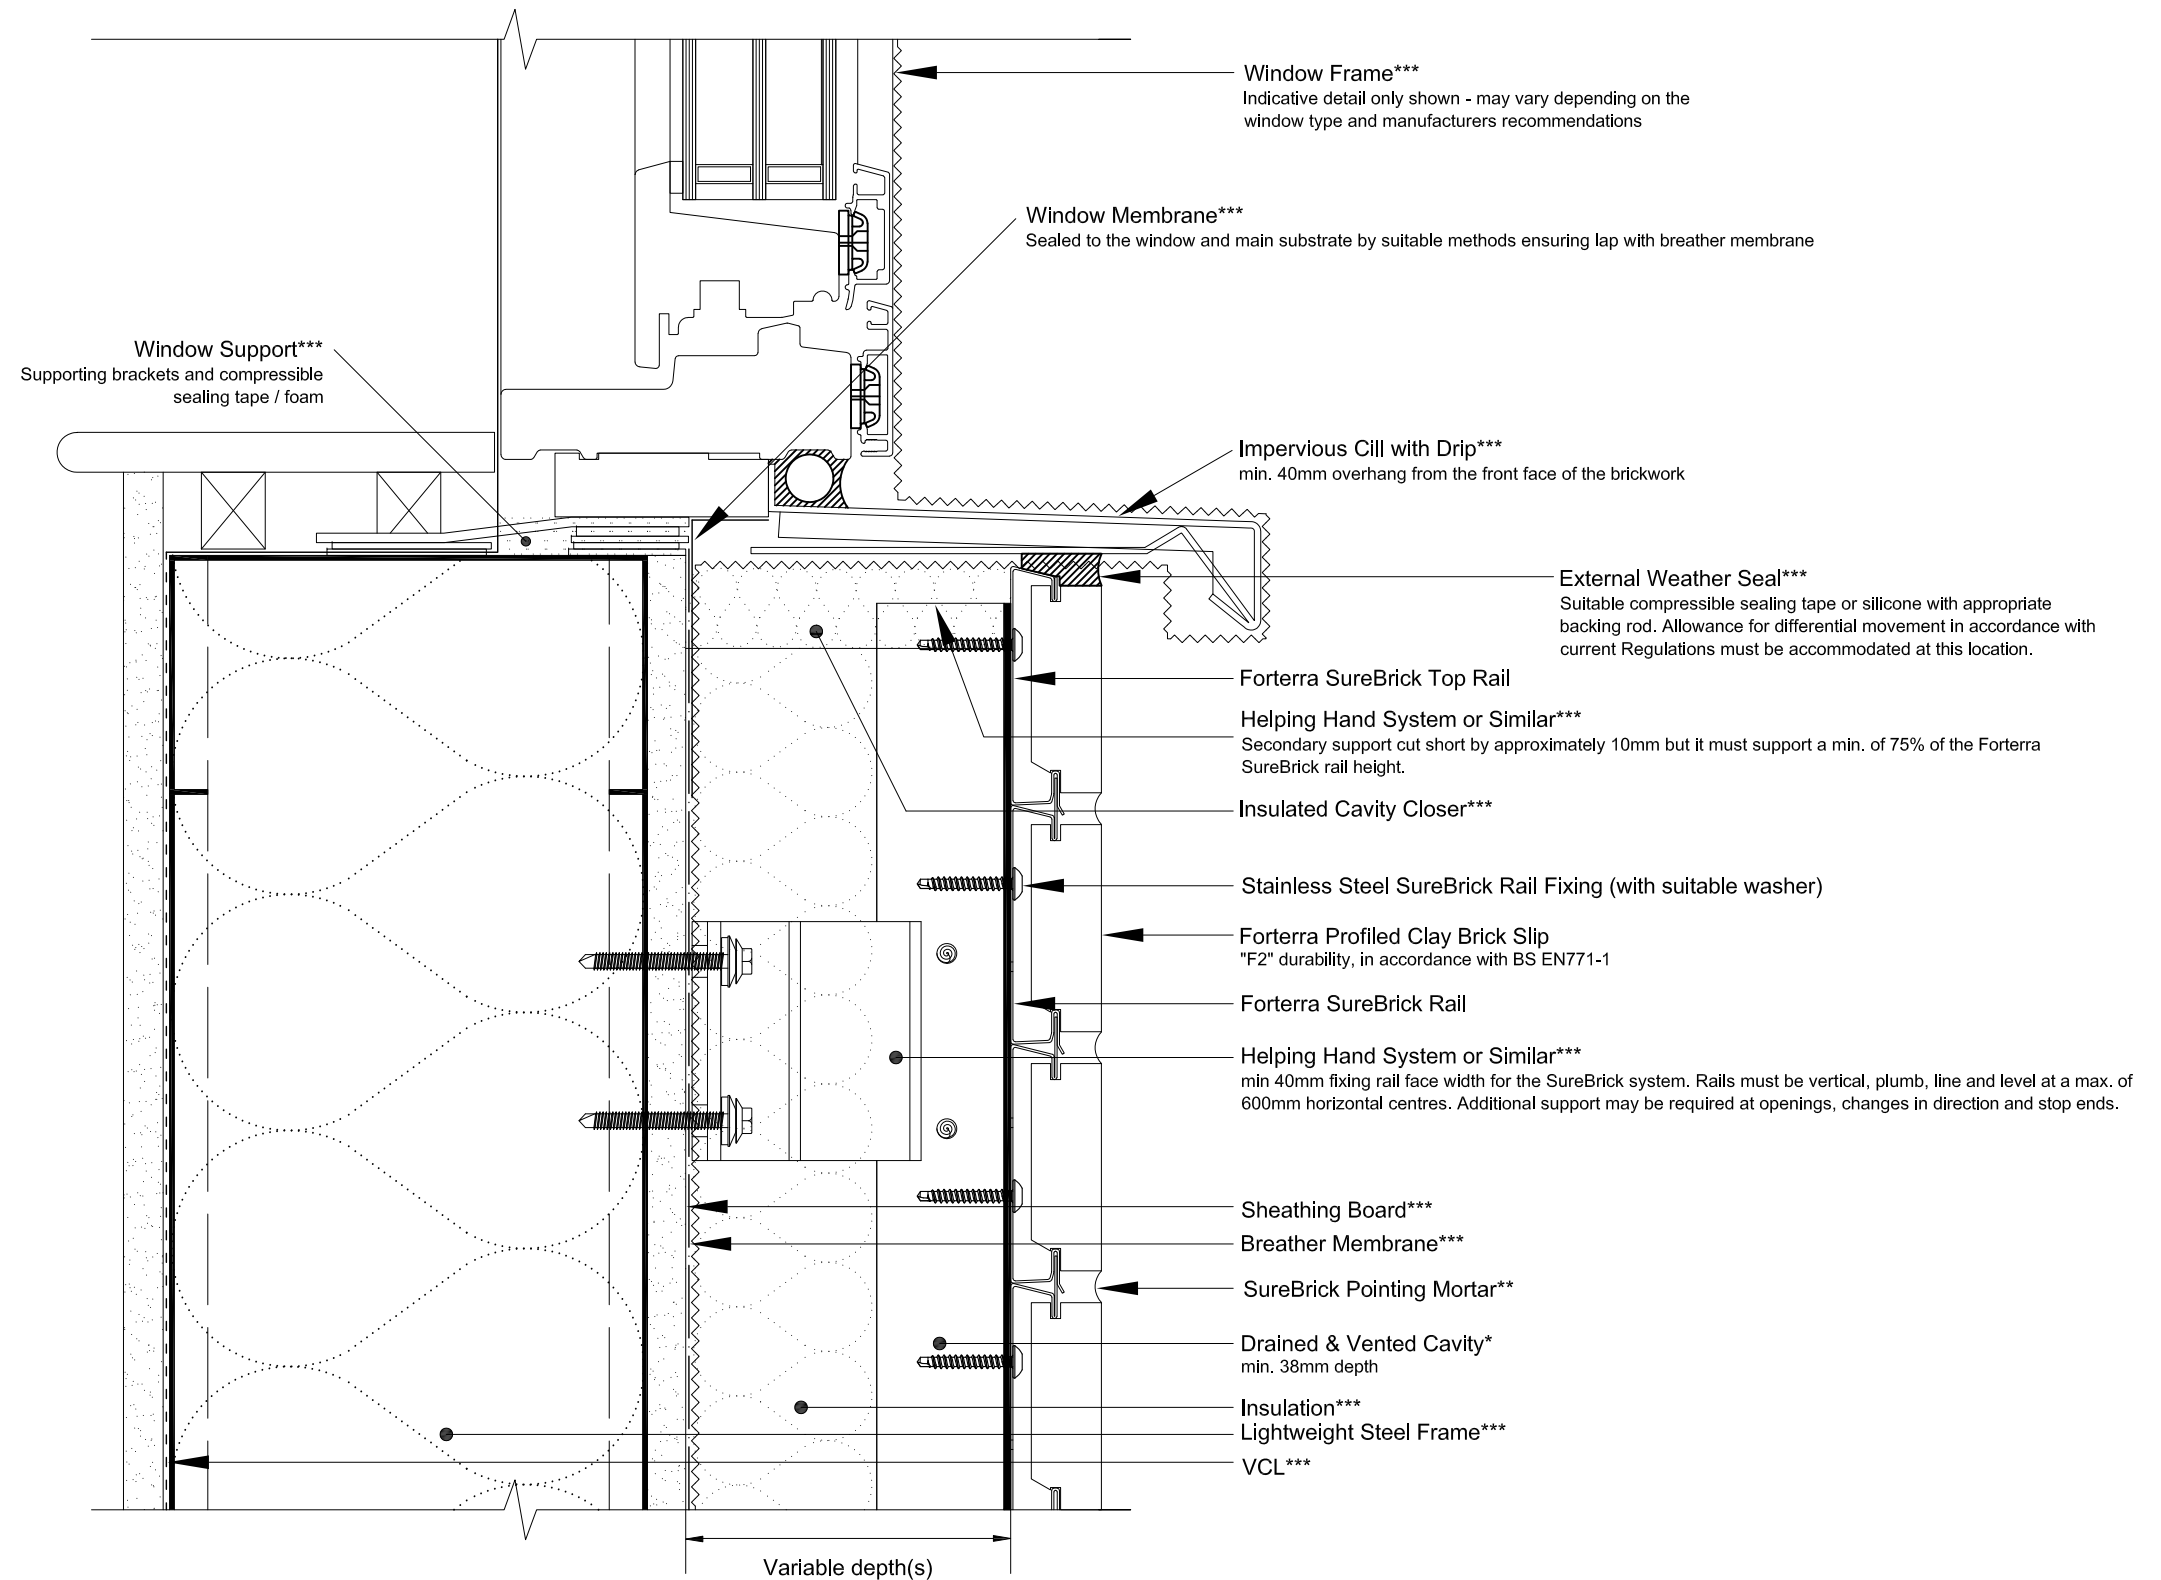 Window Frame***
Indicative detail only shown - may vary depending on the
window type and manufacturers recommendations
Window Membrane***
Sealed to the window and main substrate by suitable methods ensuring lap with breather membrane
Window Support***
Supporting brackets and compressible
sealing tape / foam
Impervious Cill with Drip***
min. 40mm overhang from the front face of the brickwork
External Weather Seal***
Suitable compressible sealing tape or silicone with appropriate
backing rod. Allowance for differential movement in accordance with
current Regulations must be accommodated at this location.
Forterra SureBrick Top Rail
Helping Hand System or Similar***
Secondary support cut short by approximately 10mm but it must support a min. of 75% of the Forterra
SureBrick rail height.
Insulated Cavity Closer***
Stainless Steel SureBrick Rail Fixing (with suitable washer)
Forterra Profiled Clay Brick Slip
"F2" durability, in accordance with BS EN771-1
Forterra SureBrick Rail
Helping Hand System or Similar***
min 40mm fixing rail face width for the SureBrick system. Rails must be vertical, plumb, line and level at a max. of
600mm horizontal centres. Additional support may be required at openings, changes in direction and stop ends.
Sheathing Board***
Breather Membrane***
SureBrick Pointing Mortar**
Drained & Vented Cavity*
min. 38mm depth
Insulation***
Lightweight Steel Frame***
VCL***
Variable depth(s)